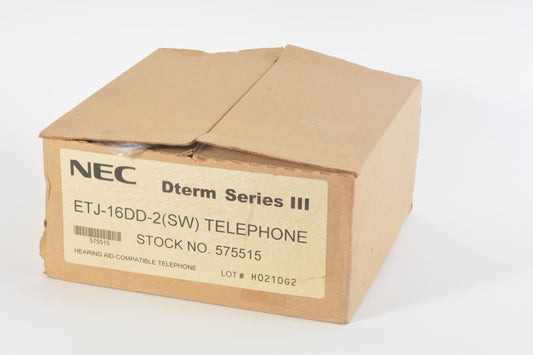 NEC Dterm Series III
ETJ-16DD-2(SW) TELEPHONE
575515 STOCK NO. 575515
HEARING AID COMPATIBLE TELEPHONE LOT # H0210G2